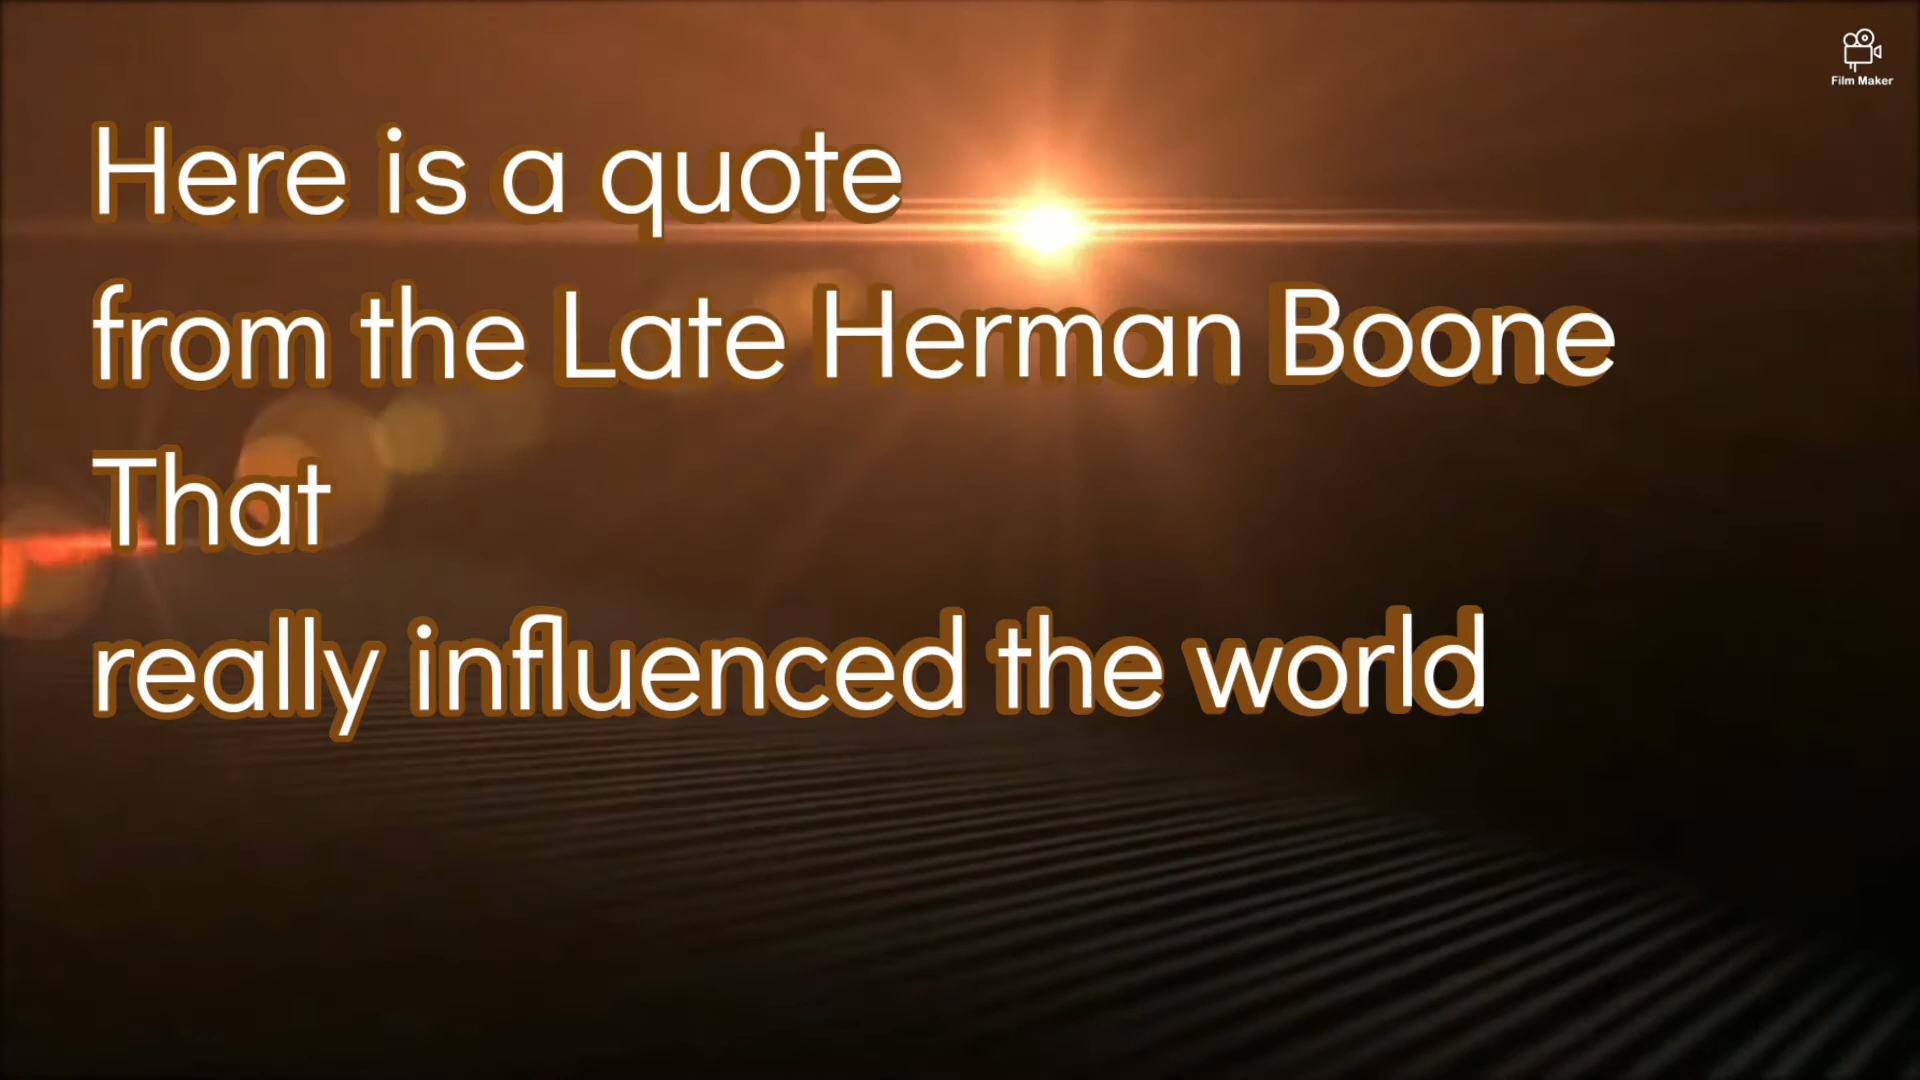 Film Maker
Here is a quote
from the Late Herman Boone
That
really influenced the world